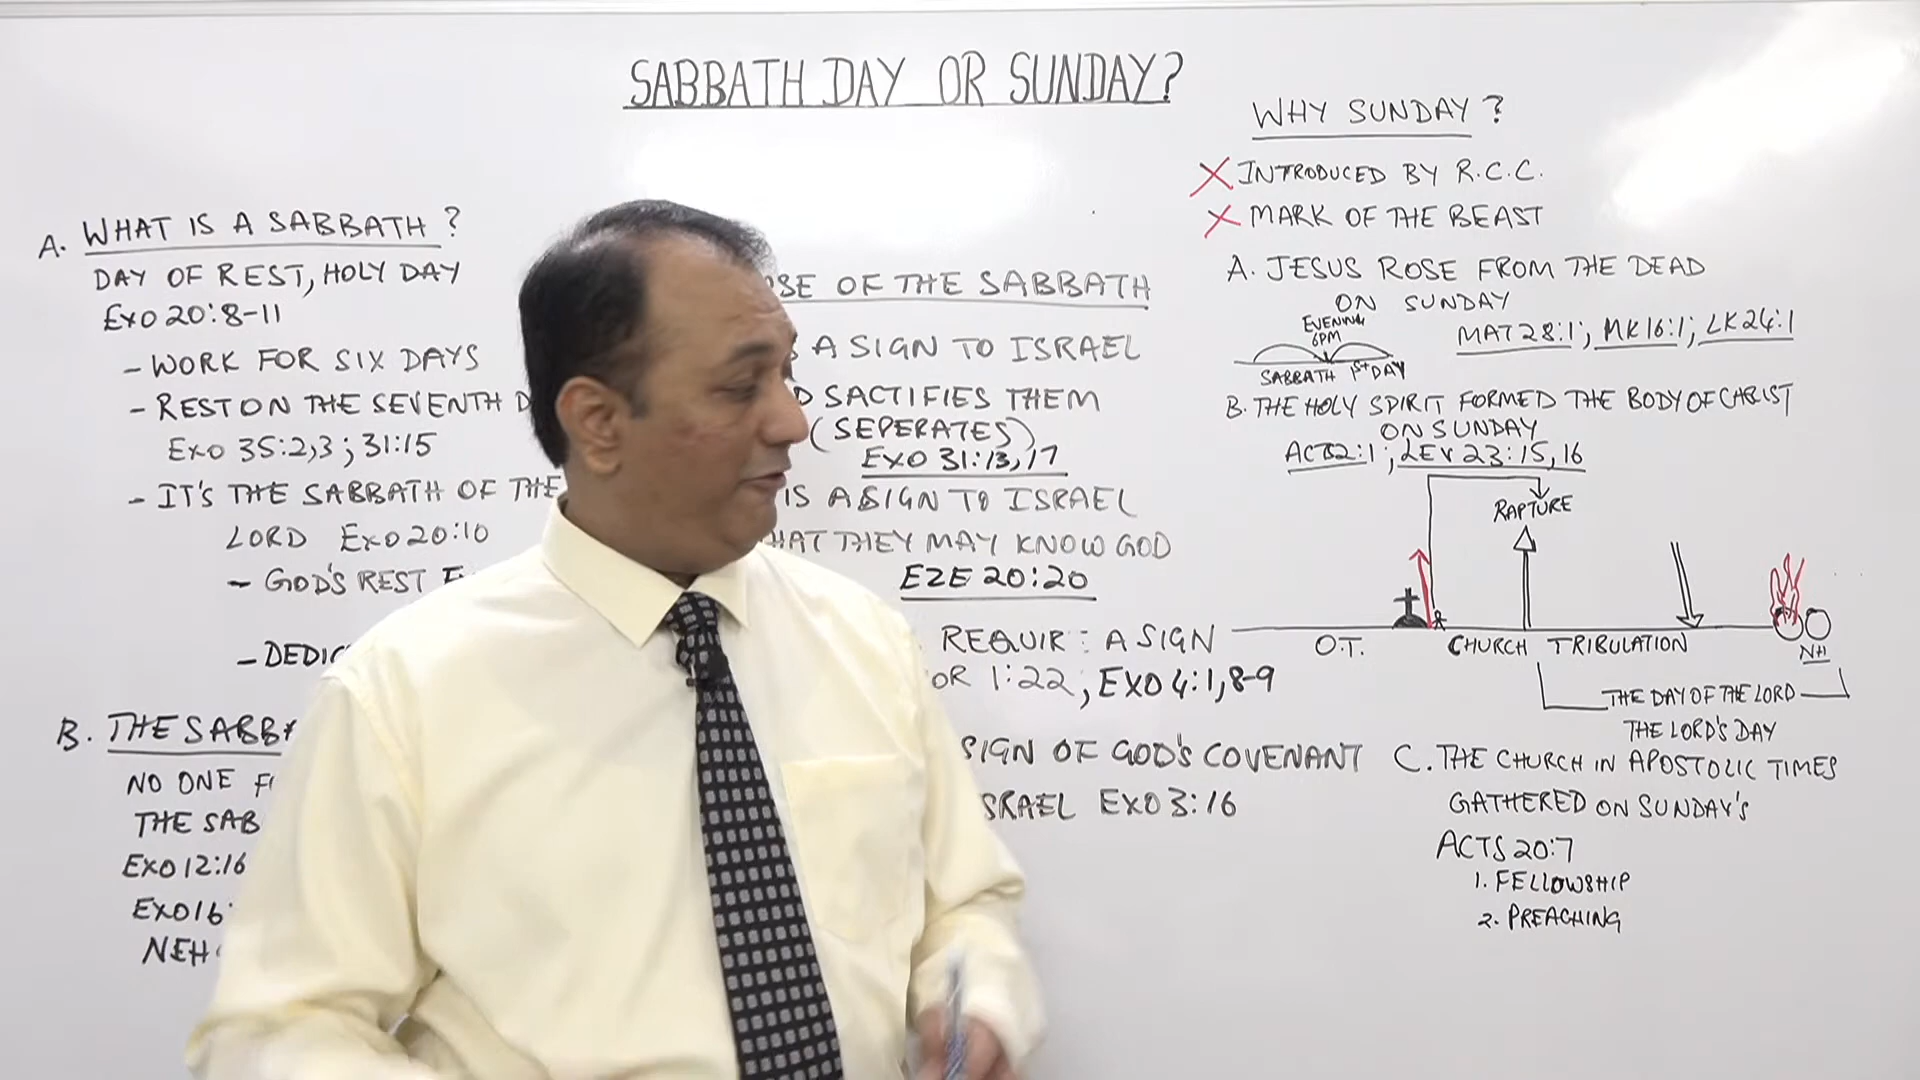 SABBATH DAY OR SUNDAY?
A. WHAT IS A SABBATH?
DAY OF REST, HOLY DAY
EXO 20:8-11
- WORK FOR SIX DAYS
- REST ON THE SEVENTH
EXO 35:2,3; 31:15
- IT'S THE SABBATH OF THE
LORD EXO 20:10
- GOD'S REST
- DEDIC
B. THE SABBA
NO ONE
THE SAB
EXO 12:16
EXO 16:
NEH
OSE OF THE SABBATH
A SIGN TO ISRAEL
D SACTIFIES THEM
(SEPERATES)
EXO 31:13,17
IS A SIGN TO ISRAEL
HAT THEY MAY KNOW GOD
EZE 20:20
REQUIR: A SIGN
OR 1:22, EXO 4:1,8-9
SIGN OF GOD'S COVENANT
SRAEL EXO 3:16
WHY SUNDAY?
X INTRODUCED BY R.C.C.
X MARK OF THE BEAST
A. JESUS ROSE FROM THE DEAD
ON SUNDAY
MAT 28:1; MK 16:1; LK 24:1
EVENING
6PM
SABBATH 1st DAY
B. THE HOLY SPIRIT FORMED THE BODY OF CHRIST
ON SUNDAY
ACTS 2:1; LEV 23:15,16
RAPTURE
O.T. CHURCH TRIBULATION NH
THE DAY OF THE LORD
THE LORD'S DAY
C. THE CHURCH IN APOSTOLIC TIMES
GATHERED ON SUNDAY'S
ACTS 20:7
1. FELLOWSHIP
2. PREACHING